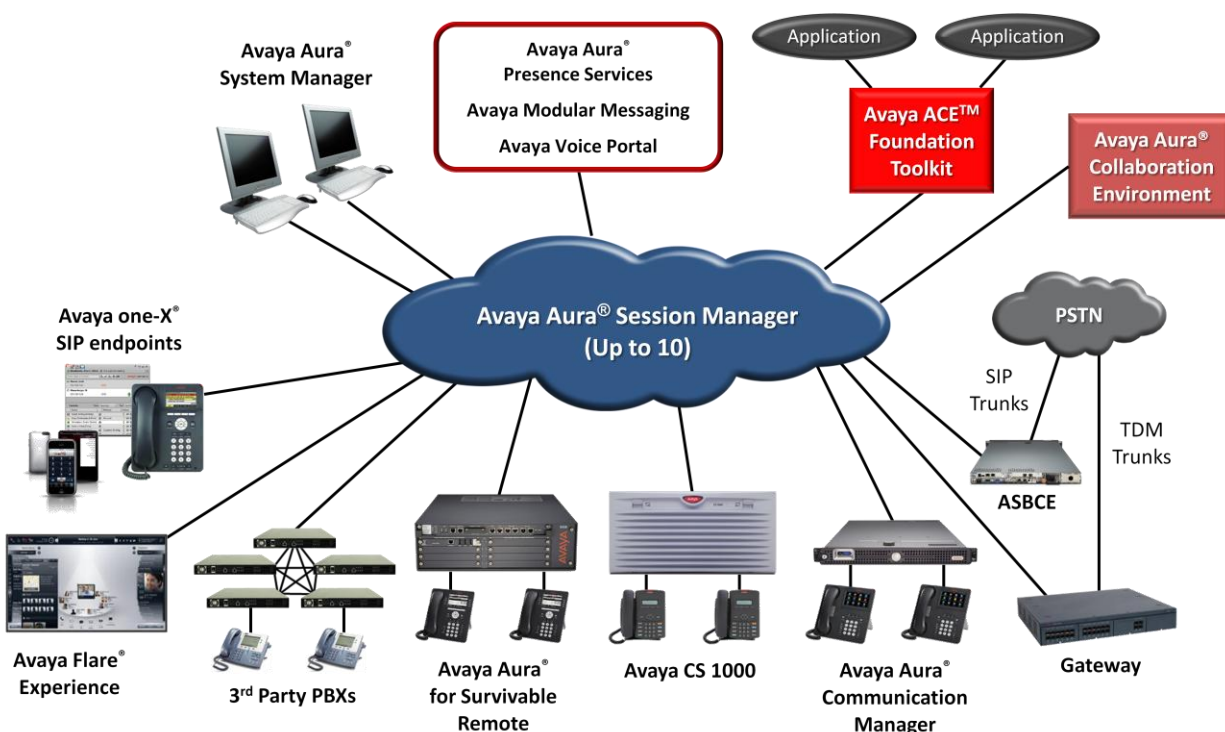 Avaya Aura®
System Manager
Avaya Aura®
Presence Services
Avaya Modular Messaging
Avaya Voice Portal
Application
Application
Avaya ACE™
Foundation
Toolkit
Avaya Aura®
Collaboration
Environment
Avaya Aura® Session Manager
(Up to 10)
PSTN
Avaya one-X®
SIP endpoints
SIP
Trunks
TDM
Trunks
ASBCE
AVAYA
Avaya Flare®
Experience
3rd Party PBXs
Avaya Aura®
for Survivable
Remote
Avaya CS 1000
Avaya Aura®
Communication
Manager
Gateway